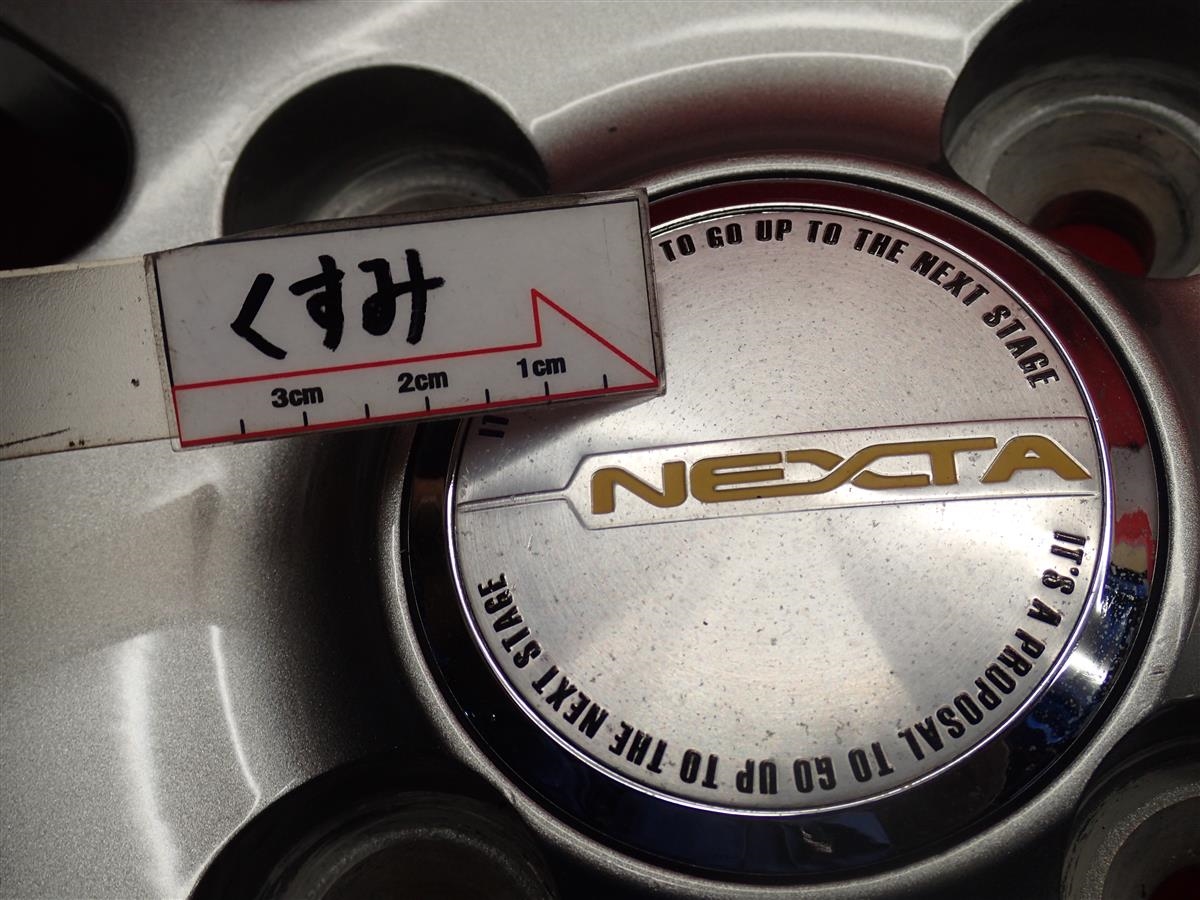 くすみ
3cm 2cm 1cm
IT
TO GO UP TO THE NEXT STAGE
NEXTA
IT'S A PROPOSAL TO GO UP TO THE NEXT STAGE